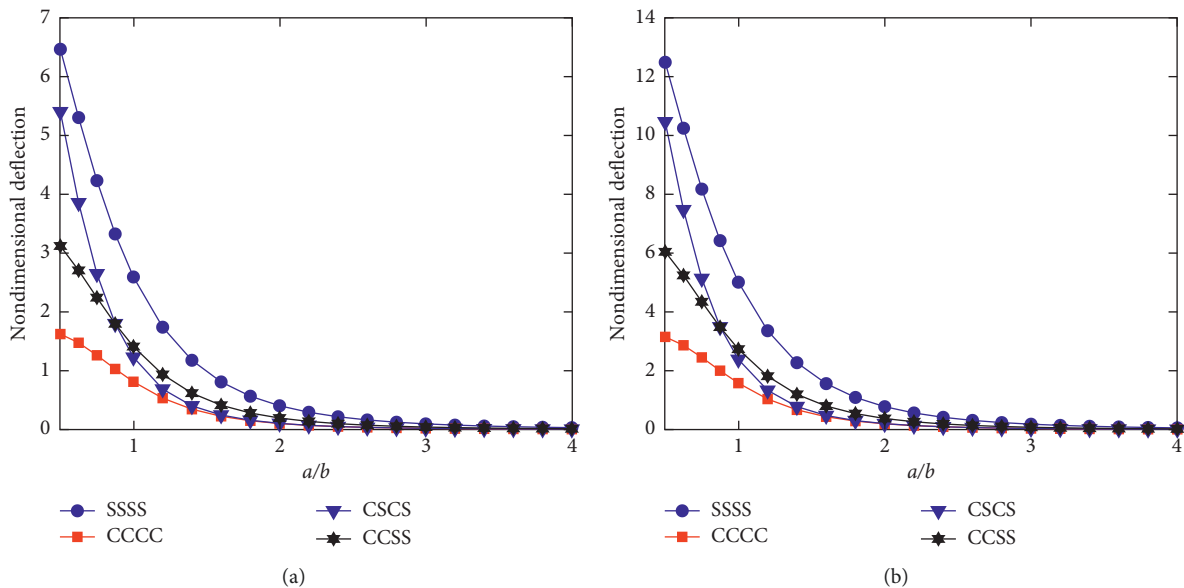 7
6
5
4
3
2
1
0
Nondimensional deflection
1
2
3
4
a/b
SSSS
CCCC
CSCS
CCSS
(a)
14
12
10
8
6
4
2
0
Nondimensional deflection
1
2
3
4
a/b
SSSS
CCCC
CSCS
CCSS
(b)